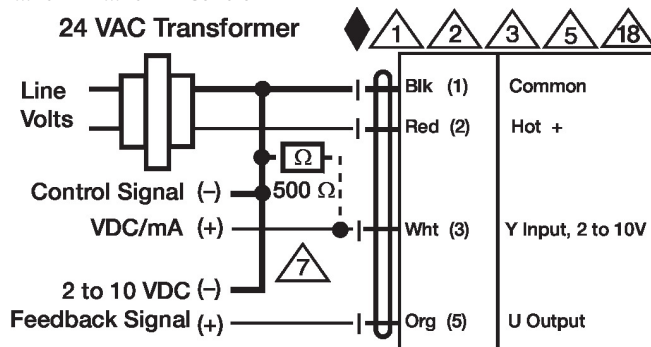 24 VAC Transformer
1 2 3 5 18
Line
Volts
Blk (1) Common
Red (2) Hot +
Ω
500 Ω
Control Signal (-)
VDC/mA (+)
Wht (3) Y Input, 2 to 10V
7
2 to 10 VDC (-)
Feedback Signal (+)
Org (5) U Output